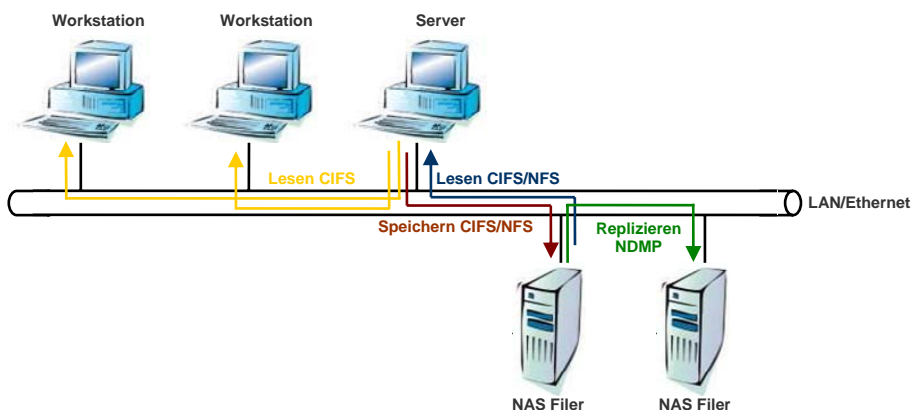 Workstation
Workstation
Server
Lesen CIFS
Lesen CIFS/NFS
LAN/Ethernet
Speichern CIFS/NFS
Replizieren
NDMP
NAS Filer
NAS Filer